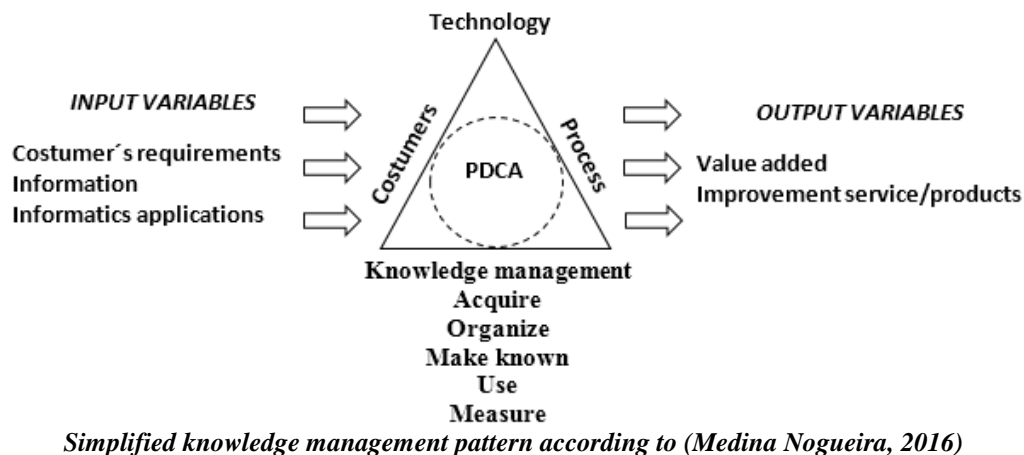 Technology
INPUT VARIABLES
OUTPUT VARIABLES
Costumers
Process
Costumer´s requirements
Information
Informatics applications
PDCA
Value added
Improvement service/products
Knowledge management
Acquire
Organize
Make known
Use
Measure
Simplified knowledge management pattern according to (Medina Nogueira, 2016)